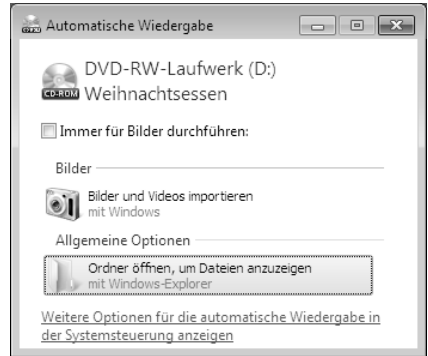 Automatische Wiedergabe
DVD-RW-Laufwerk (D:)
CD-ROM Weihnachtsessen
Immer für Bilder durchführen:
Bilder
Bilder und Videos importieren
mit Windows
Allgemeine Optionen
Ordner öffnen, um Dateien anzuzeigen
mit Windows-Explorer
Weitere Optionen für die automatische Wiedergabe in
der Systemsteuerung anzeigen